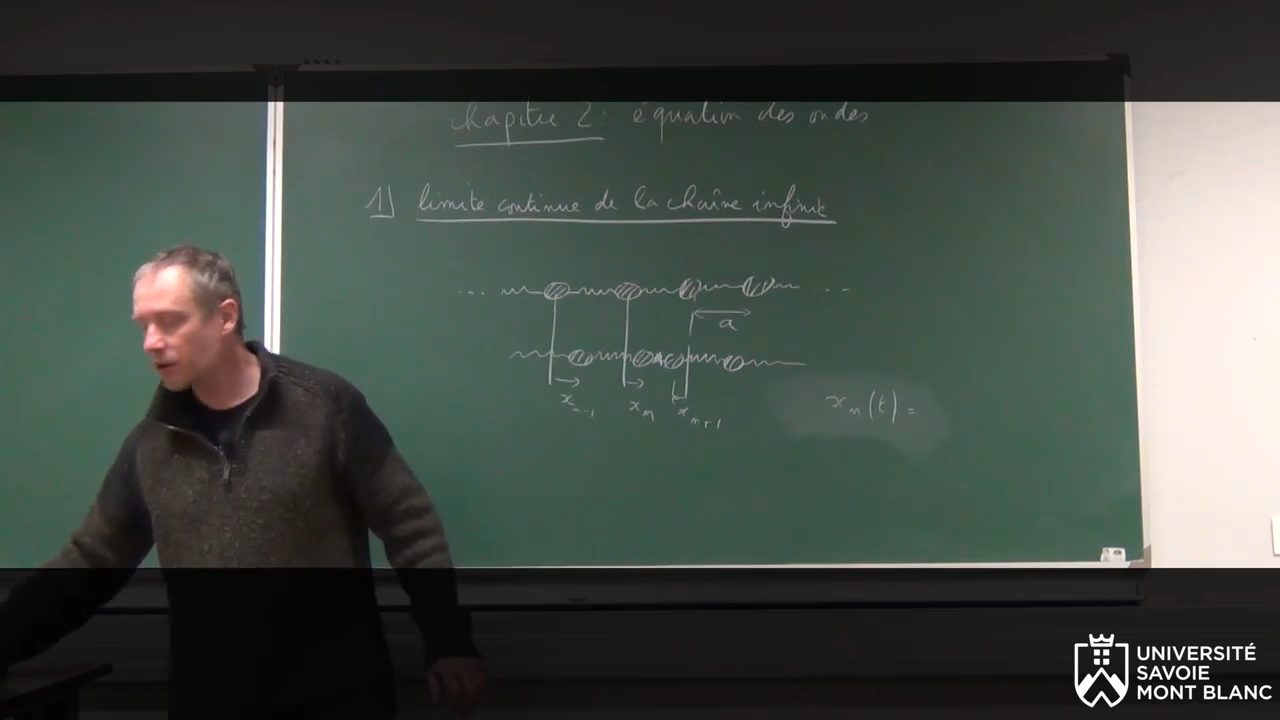 Chapitre 2 : équation des ondes
1) limite continue de la chaîne infinie
... ...
a
x_{n-1} x_n x_{n+1}
x_n(t) =
UNIVERSITÉ
SAVOIE
MONT BLANC